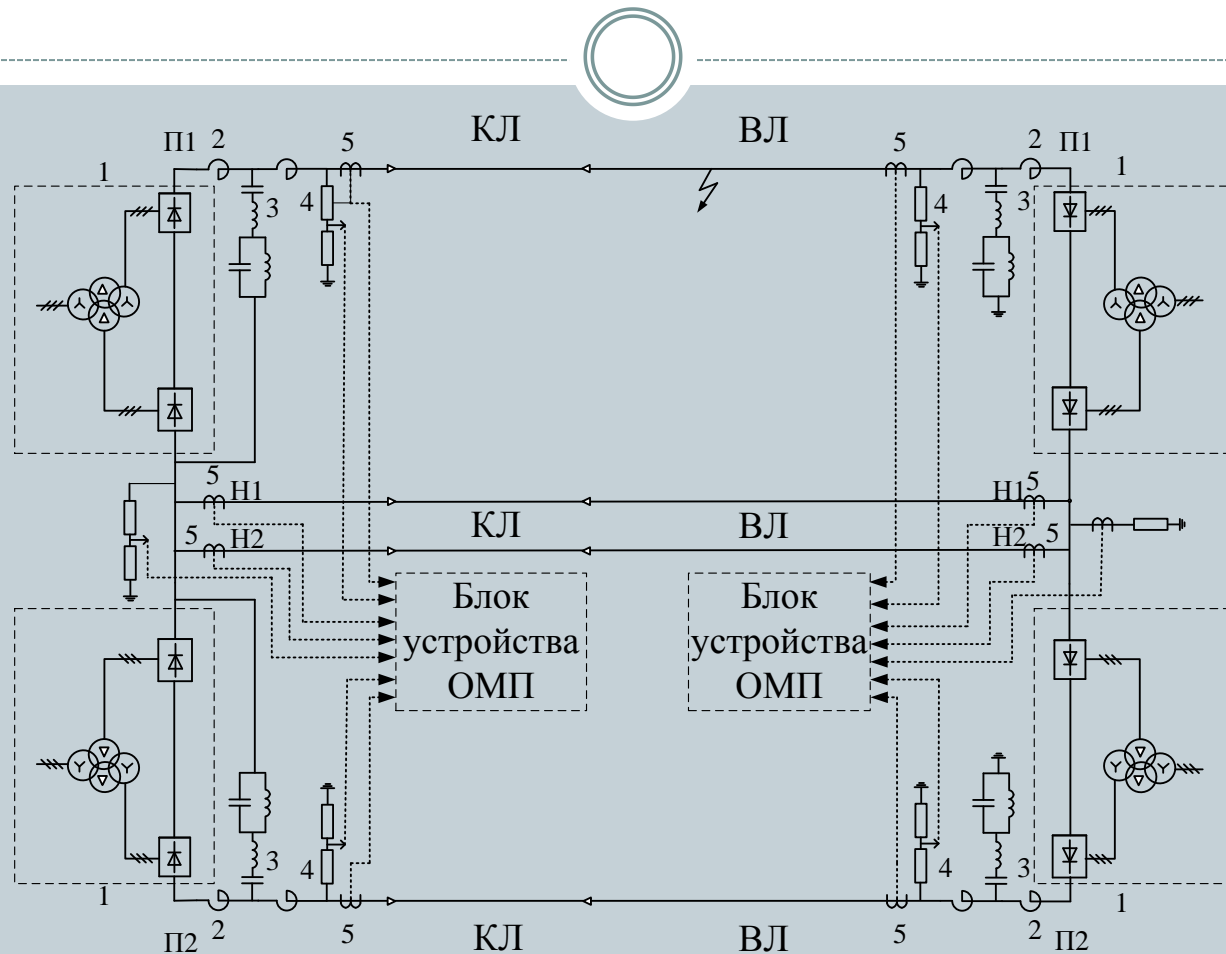 КЛ ВЛ
П1 2 5 5 2 П1
1 1
3 4 4 3
5 Н1 Н1 5
КЛ ВЛ
5 Н2 Н2 5
Блок
устройства
ОМП
Блок
устройства
ОМП
3 4 4 3
1 1
2 5 5 2
П2 КЛ ВЛ П2